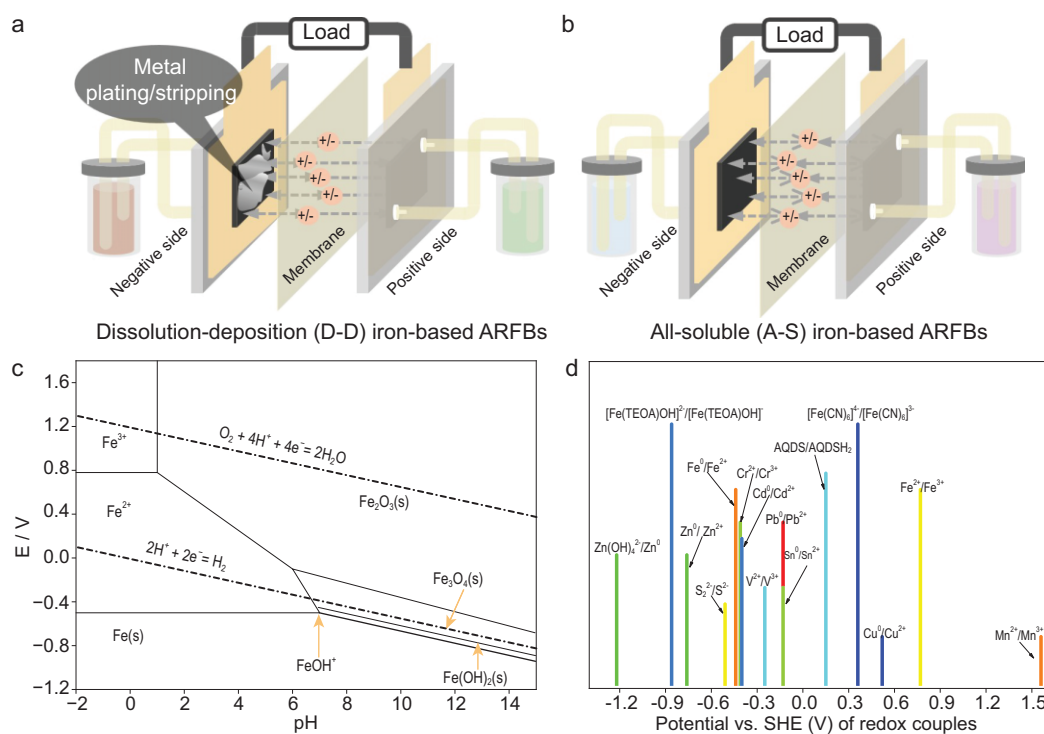 a
Load
Metal
plating/stripping
+/-
+/-
+/-
+/-
+/-
Negative side
Membrane
Positive side
Dissolution-deposition (D-D) iron-based ARFBs
b
Load
+/-
+/-
+/-
+/-
+/-
Negative side
Membrane
Positive side
All-soluble (A-S) iron-based ARFBs
c
E / V
1.6
1.2
0.8
0.4
0.0
−0.4
−0.8
−1.2
Fe³⁺
O₂ + 4H⁺ + 4e⁻ = 2H₂O
Fe₂O₃(s)
Fe²⁺
2H⁺ + 2e⁻ = H₂
Fe₃O₄(s)
Fe(s)
FeOH⁺
Fe(OH)₂(s)
−2 0 2 4 6 8 10 12 14
pH
d
[Fe(TEOA)OH]²⁻/[Fe(TEOA)OH]⁻
[Fe(CN)₆]⁴⁻/[Fe(CN)₆]³⁻
AQDS/AQDSH₂
Fe⁰/Fe²⁺
Cr²⁺/Cr³⁺
Cd⁰/Cd²⁺
Fe²⁺/Fe³⁺
Pb⁰/Pb²⁺
Zn(OH)₄²⁻/Zn⁰
Zn⁰/ Zn²⁺
Sn⁰/Sn²⁺
S₂²⁻/S²⁻
V²⁺/V³⁺
Cu⁰/Cu²⁺
Mn²⁺/Mn³⁺
-1.2 -0.9 -0.6 -0.3 0.0 0.3 0.6 0.9 1.2 1.5
Potential vs. SHE (V) of redox couples